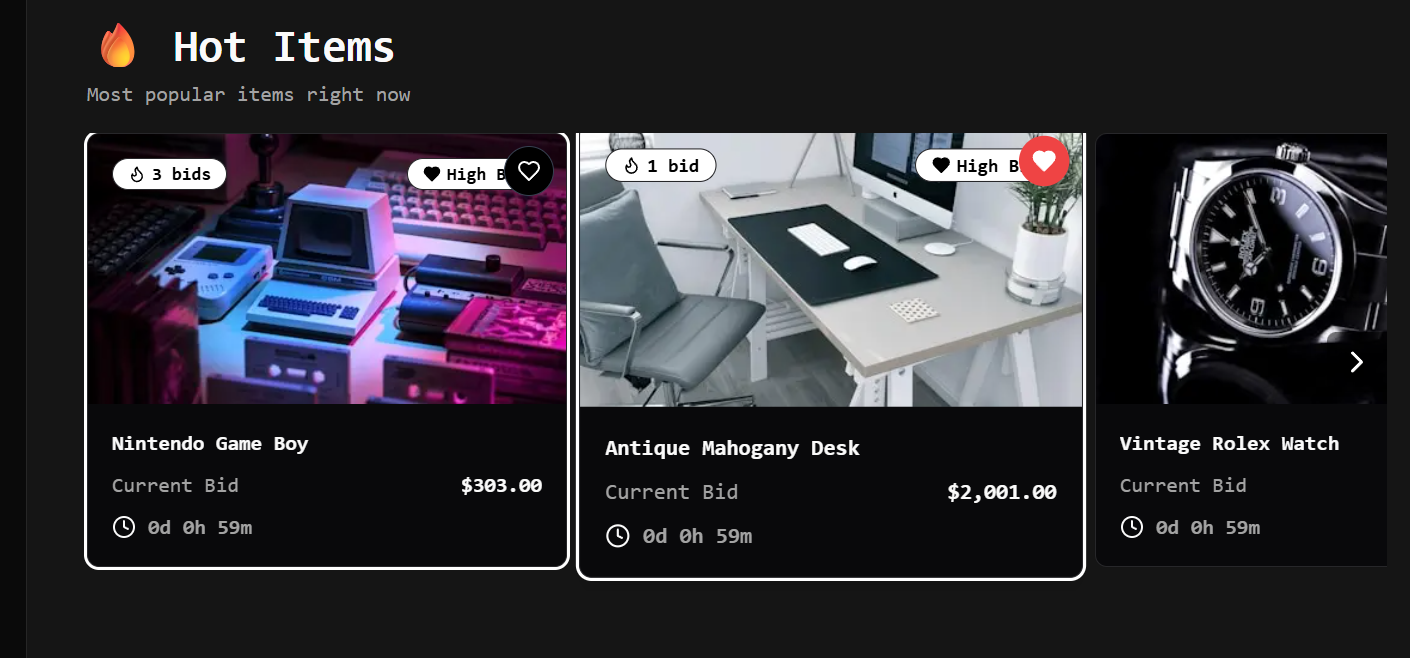 Hot Items
Most popular items right now
3 bids
High B
1 bid
High B
Nintendo Game Boy
Current Bid
$303.00
0d 0h 59m
Antique Mahogany Desk
Current Bid
$2,001.00
0d 0h 59m
Vintage Rolex Watch
Current Bid
0d 0h 59m